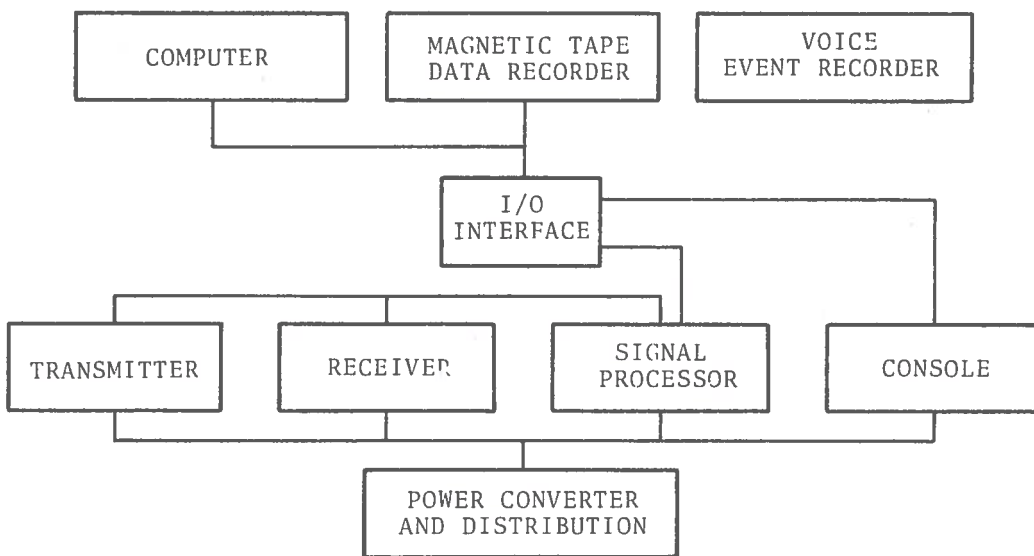 COMPUTER
MAGNETIC TAPE
DATA RECORDER
VOICE
EVENT RECORDER
I/O
INTERFACE
TRANSMITTER
RECEIVER
SIGNAL
PROCESSOR
CONSOLE
POWER CONVERTER
AND DISTRIBUTION